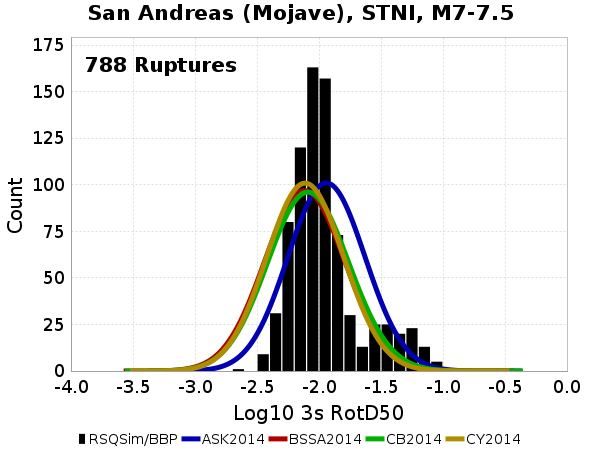 San Andreas (Mojave), STNI, M7-7.5
788 Ruptures
175
150
125
100
75
50
25
0
Count
-4.0 -3.5 -3.0 -2.5 -2.0 -1.5 -1.0 -0.5 0.0
Log10 3s RotD50
RSQSim/BBP ASK2014 BSSA2014 CB2014 CY2014